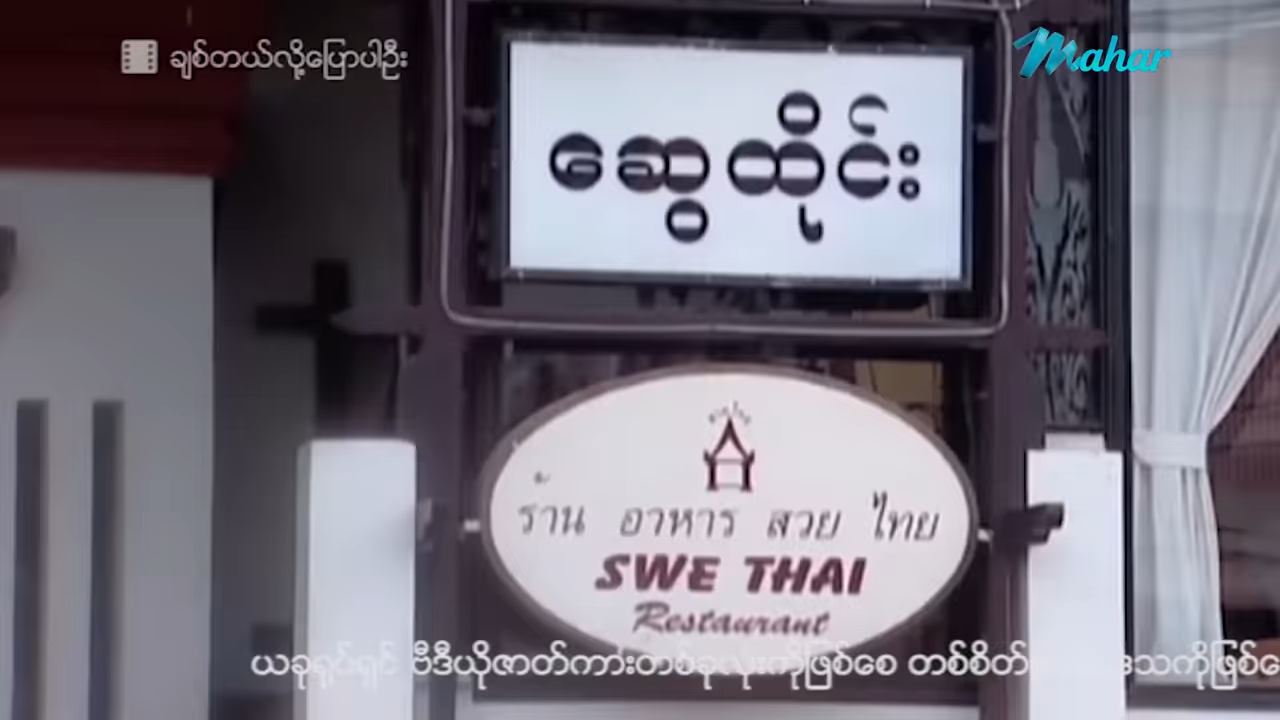 ချစ်တယ်လို့ပြောပါဦး
Mahar
ဆွေထိုင်း
ร้าน อาหาร สวย ไทย
SWE THAI
Restaurant
ယခုရုပ်ရှင် ဗီဒီယိုဇာတ်ကားတစ်ခုလုံးကိုဖြစ်စေ တစ်စိတ်